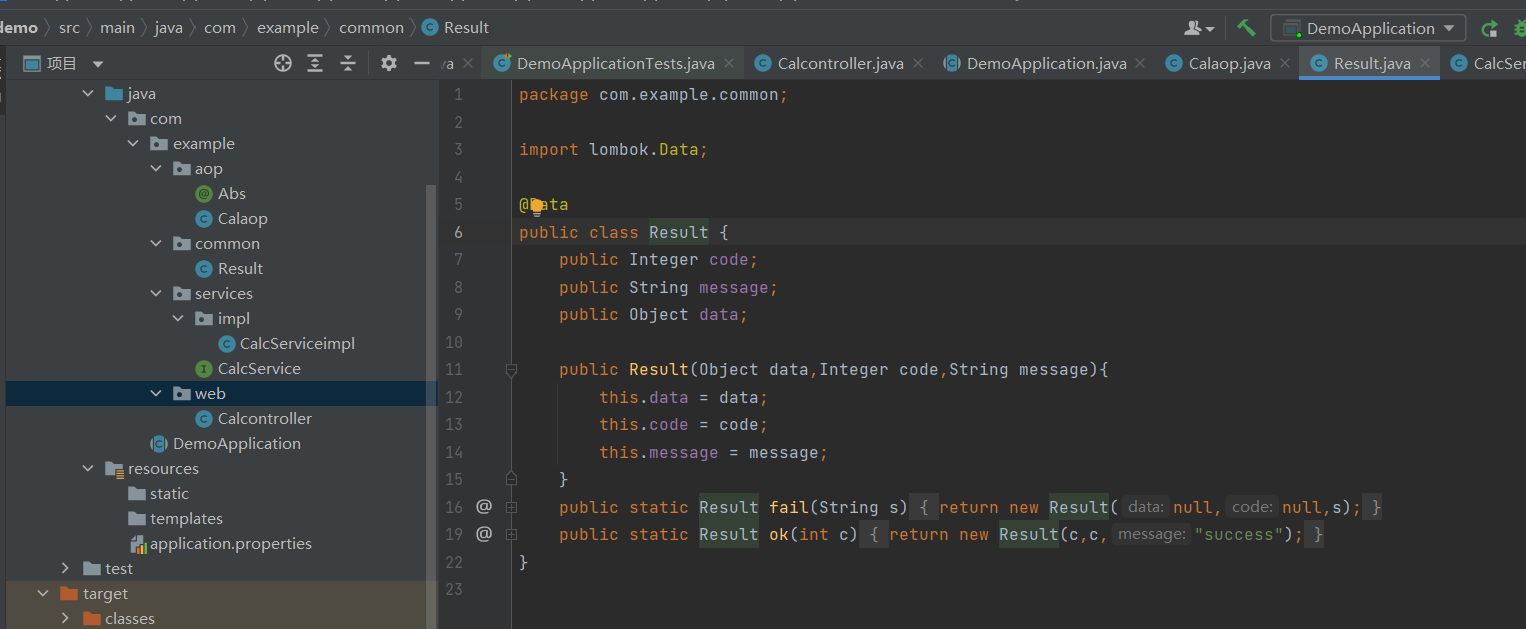 demo src main java com example common Result DemoApplication
项目 va DemoApplicationTests.java Calcontroller.java DemoApplication.java Calaop.java Result.java CalcSer
java
com
example
aop
Abs
Calaop
common
Result
services
impl
CalcServiceimpl
CalcService
web
Calcontroller
DemoApplication
resources
static
templates
application.properties
test
target
classes
1 package com.example.common;
2
3 import lombok.Data;
4
5 @Data
6 public class Result {
7 public Integer code;
8 public String message;
9 public Object data;
10
11 public Result(Object data,Integer code,String message){
12 this.data = data;
13 this.code = code;
14 this.message = message;
15 }
16 @ public static Result fail(String s) { return new Result( data: null, code: null,s); }
19 @ public static Result ok(int c) { return new Result(c,c, message: "success"); }
22 }
23